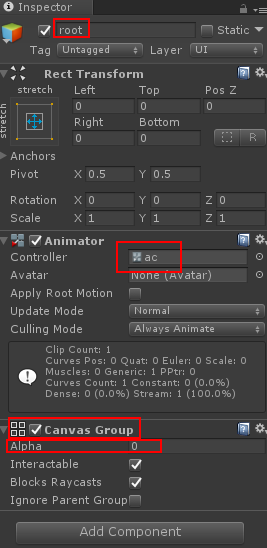 Inspector
root Static
Tag Untagged Layer UI
Rect Transform
stretch Left Top Pos Z
stretch 0 0 0
Right Bottom
0 0 R
Anchors
Pivot X 0.5 Y 0.5
Rotation X 0 Y 0 Z 0
Scale X 1 Y 1 Z 1
Animator
Controller ac
Avatar None (Avatar)
Apply Root Motion
Update Mode Normal
Culling Mode Always Animate
Clip Count: 1
Curves Pos: 0 Quat: 0 Euler: 0 Scale: 0
Muscles: 0 Generic: 1 PPtr: 0
Curves Count: 1 Constant: 0 (0.0%)
Dense: 0 (0.0%) Stream: 1 (100.0%)
Canvas Group
Alpha 0
Interactable
Blocks Raycasts
Ignore Parent Group
Add Component